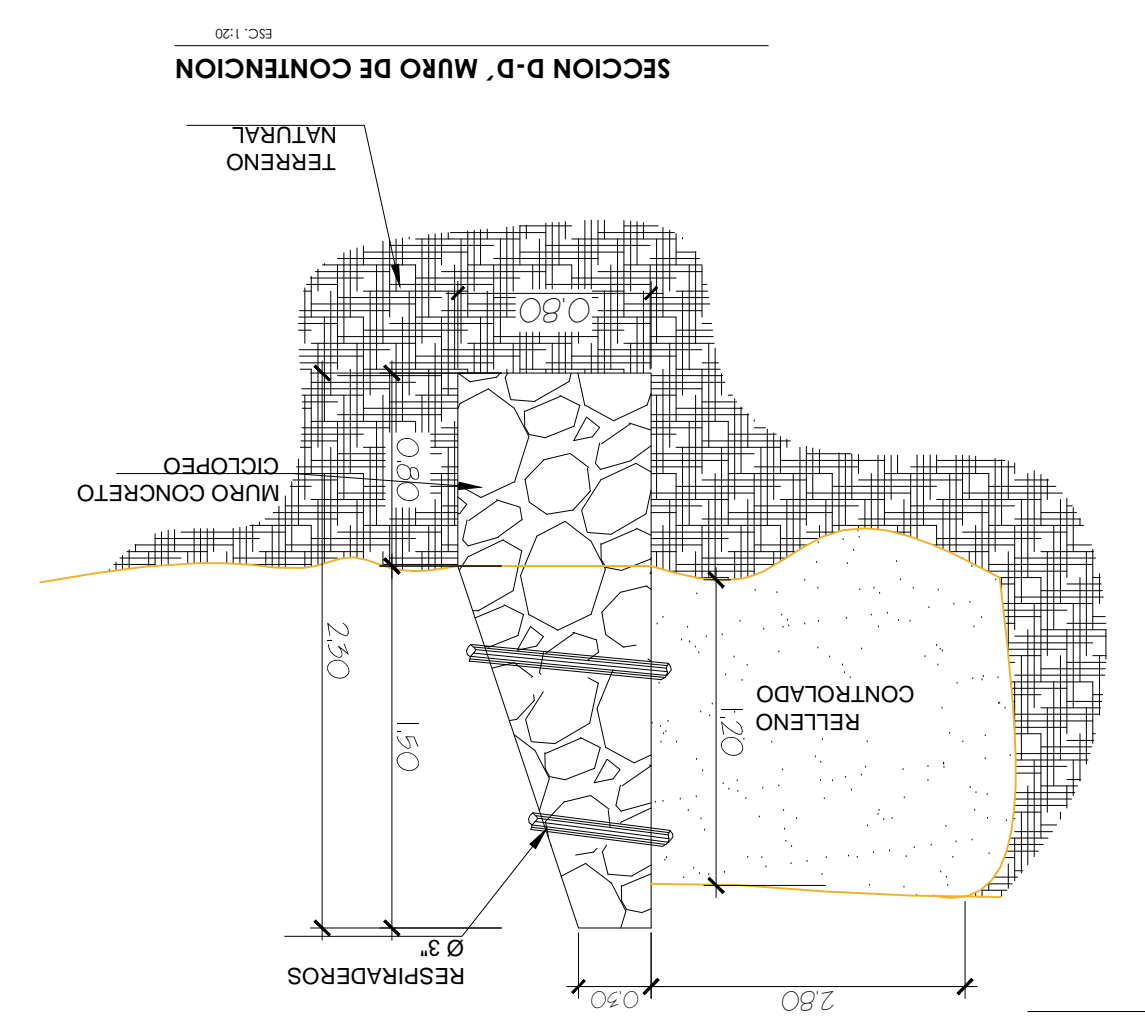 2,80
0,30
RESPIRADEROS
Ø 3"
RELLENO
CONTROLADO
1,20
1,50
2,30
MURO CONCRETO
CICLOPEO
0,80
0,80
TERRENO
NATURAL
SECCION D-D´ MURO DE CONTENCION
ESC. 1:20